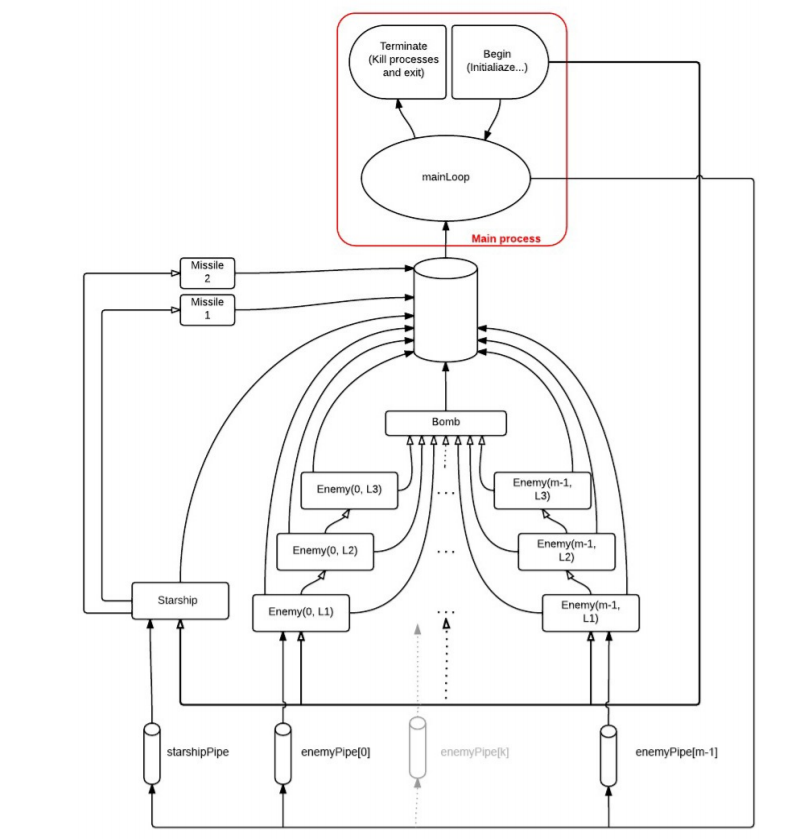 Terminate
(Kill processes
and exit)
Begin
(Initialiaze...)
mainLoop
Main process
Missile
2
Missile
1
Bomb
Enemy(0, L3)
...
Enemy(m-1,
L3)
Enemy(0, L2)
...
Enemy(m-1,
L2)
Starship
Enemy(0, L1)
...
Enemy(m-1,
L1)
starshipPipe
enemyPipe[0]
enemyPipe[k]
enemyPipe[m-1]